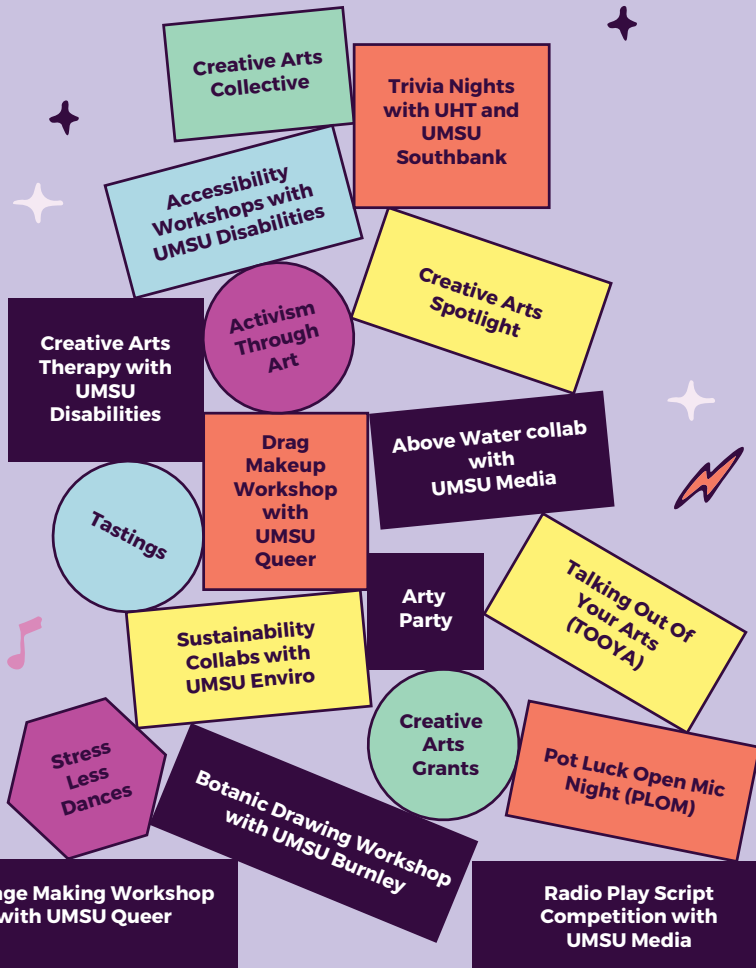 Creative Arts
Collective
Trivia Nights
with UHT and
UMSU
Southbank
Accessibility
Workshops with
UMSU Disabilities
Creative Arts
Spotlight
Activism
Through
Art
Creative Arts
Therapy with
UMSU
Disabilities
Drag
Makeup
Workshop
with
UMSU
Queer
Above Water collab
with
UMSU Media
Tastings
Arty
Party
Talking Out Of
Your Arts
(TOOYA)
Sustainability
Collabs with
UMSU Enviro
Creative
Arts
Grants
Stress
Less
Dances
Pot Luck Open Mic
Night (PLOM)
Botanic Drawing Workshop
with UMSU Burnley
Making Workshop
with UMSU Queer
Radio Play Script
Competition with
UMSU Media